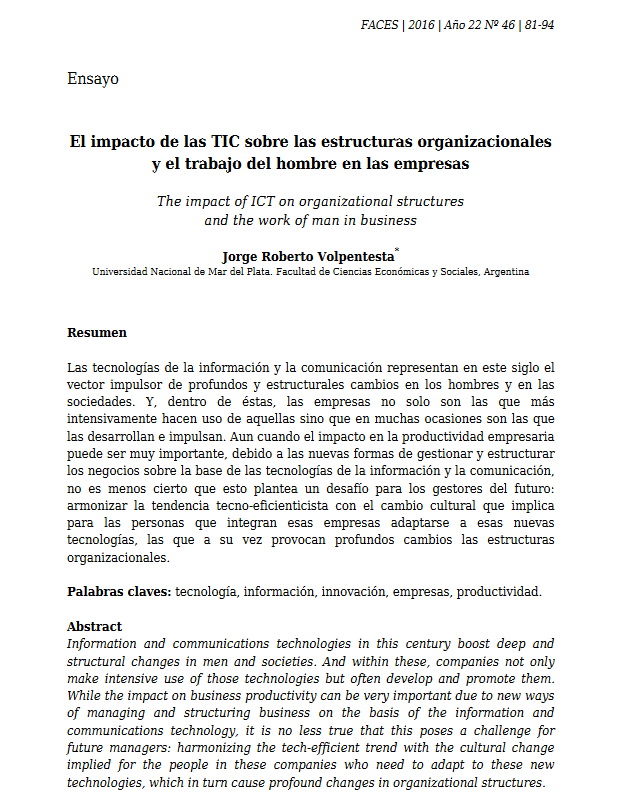 FACES | 2016 | Año 22 Nº 46 | 81-94
Ensayo
El impacto de las TIC sobre las estructuras organizacionales
y el trabajo del hombre en las empresas
The impact of ICT on organizational structures
and the work of man in business
Jorge Roberto Volpentesta*
Universidad Nacional de Mar del Plata. Facultad de Ciencias Económicas y Sociales, Argentina
Resumen
Las tecnologías de la información y la comunicación representan en este siglo el
vector impulsor de profundos y estructurales cambios en los hombres y en las
sociedades. Y, dentro de éstas, las empresas no solo son las que más
intensivamente hacen uso de aquellas sino que en muchas ocasiones son las que
las desarrollan e impulsan. Aun cuando el impacto en la productividad empresaria
puede ser muy importante, debido a las nuevas formas de gestionar y estructurar
los negocios sobre la base de las tecnologías de la información y la comunicación,
no es menos cierto que esto plantea un desafío para los gestores del futuro:
armonizar la tendencia tecno-eficienticista con el cambio cultural que implica
para las personas que integran esas empresas adaptarse a esas nuevas
tecnologías, las que a su vez provocan profundos cambios las estructuras
organizacionales.
Palabras claves: tecnología, información, innovación, empresas, productividad.
Abstract
Information and communications technologies in this century boost deep and
structural changes in men and societies. And within these, companies not only
make intensive use of those technologies but often develop and promote them.
While the impact on business productivity can be very important due to new ways
of managing and structuring business on the basis of the information and
communications technology, it is no less true that this poses a challenge for
future managers: harmonizing the tech-efficient trend with the cultural change
implied for the people in these companies who need to adapt to these new
technologies, which in turn cause profound changes in organizational structures.